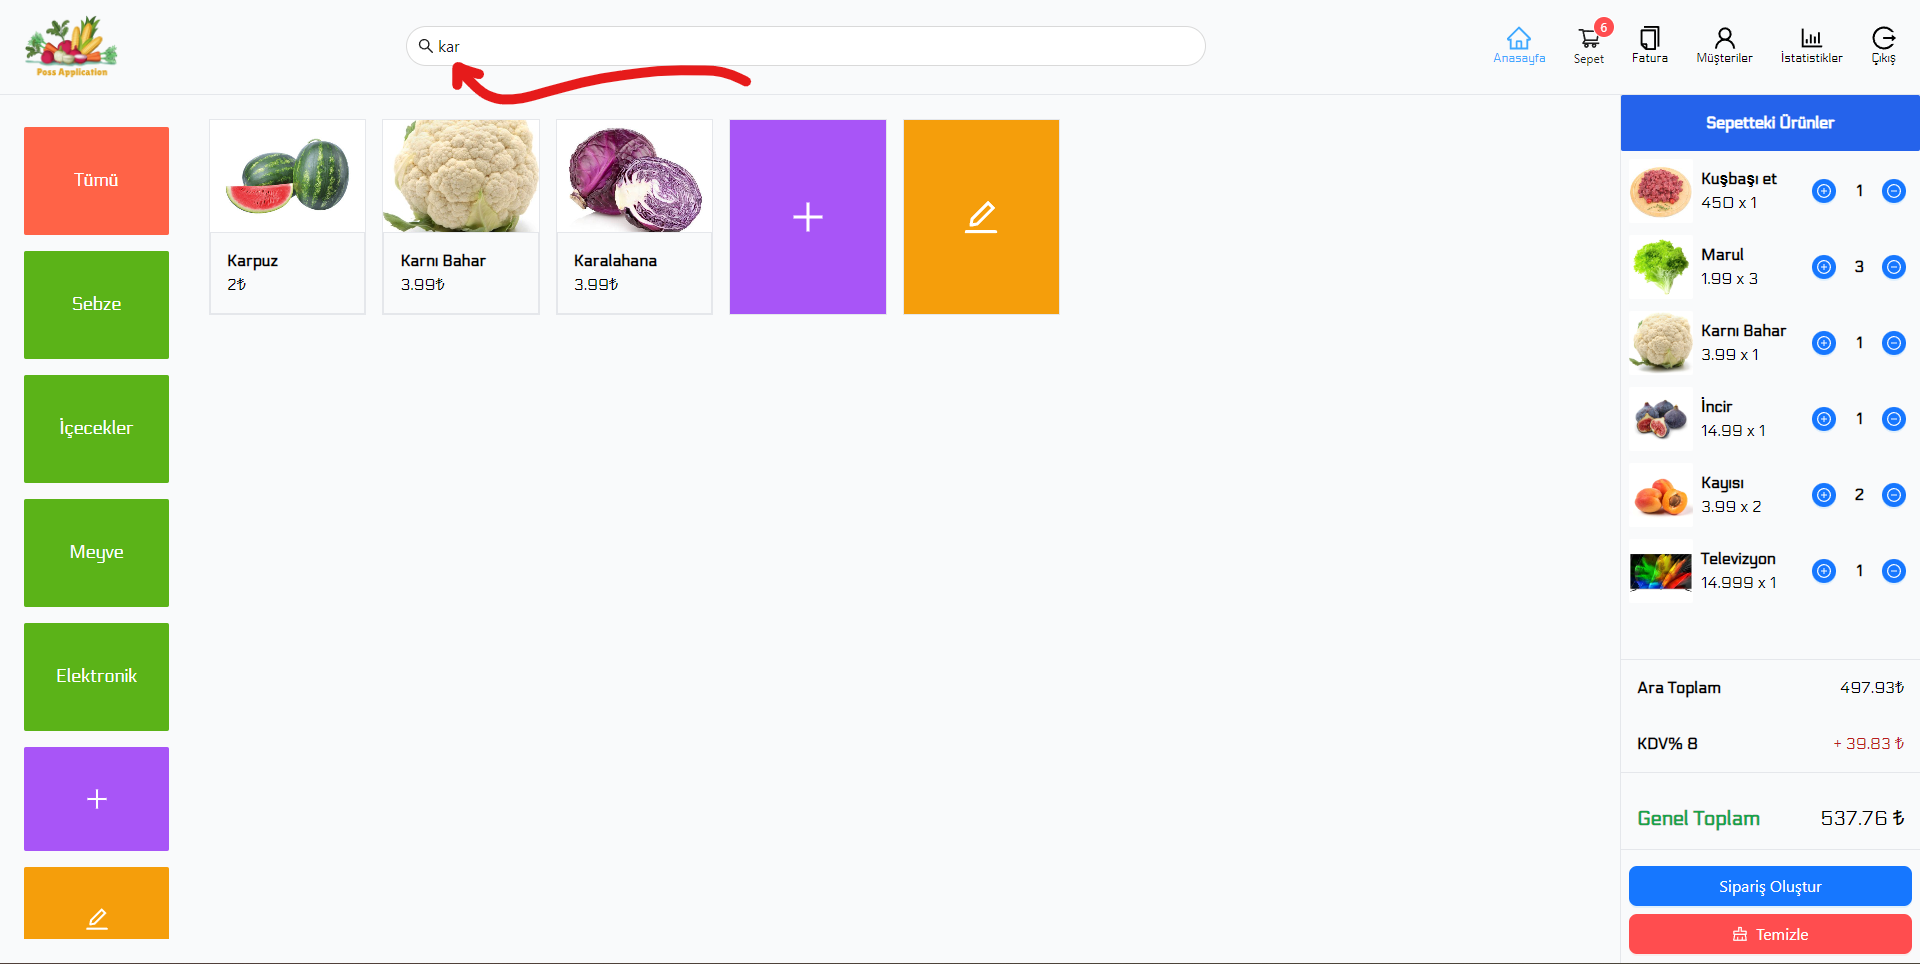 Poss Application
kar
Anasayfa
6
Sepet
Fatura
Müşteriler
İstatistikler
Çıkış
Tümü
Sebze
İçecekler
Meyve
Elektronik
Karpuz
2₺
Karnı Bahar
3.99₺
Karalahana
3.99₺
Sepetteki Ürünler
Kuşbaşı et
450 x 1
1
Marul
1.99 x 3
3
Karnı Bahar
3.99 x 1
1
İncir
14.99 x 1
1
Kayısı
3.99 x 2
2
Televizyon
14.999 x 1
1
Ara Toplam 497.93₺
KDV% 8 + 39.83 ₺
Genel Toplam 537.76 ₺
Sipariş Oluştur
Temizle